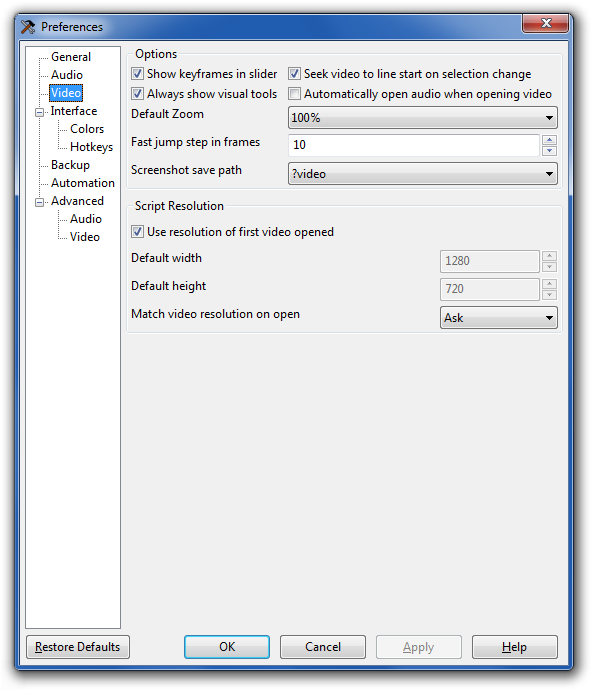 Preferences
General
Audio
Video
Interface
Colors
Hotkeys
Backup
Automation
Advanced
Audio
Video
Options
Show keyframes in slider
Seek video to line start on selection change
Always show visual tools
Automatically open audio when opening video
Default Zoom
100%
Fast jump step in frames
10
Screenshot save path
?video
Script Resolution
Use resolution of first video opened
Default width
1280
Default height
720
Match video resolution on open
Ask
Restore Defaults
OK
Cancel
Apply
Help